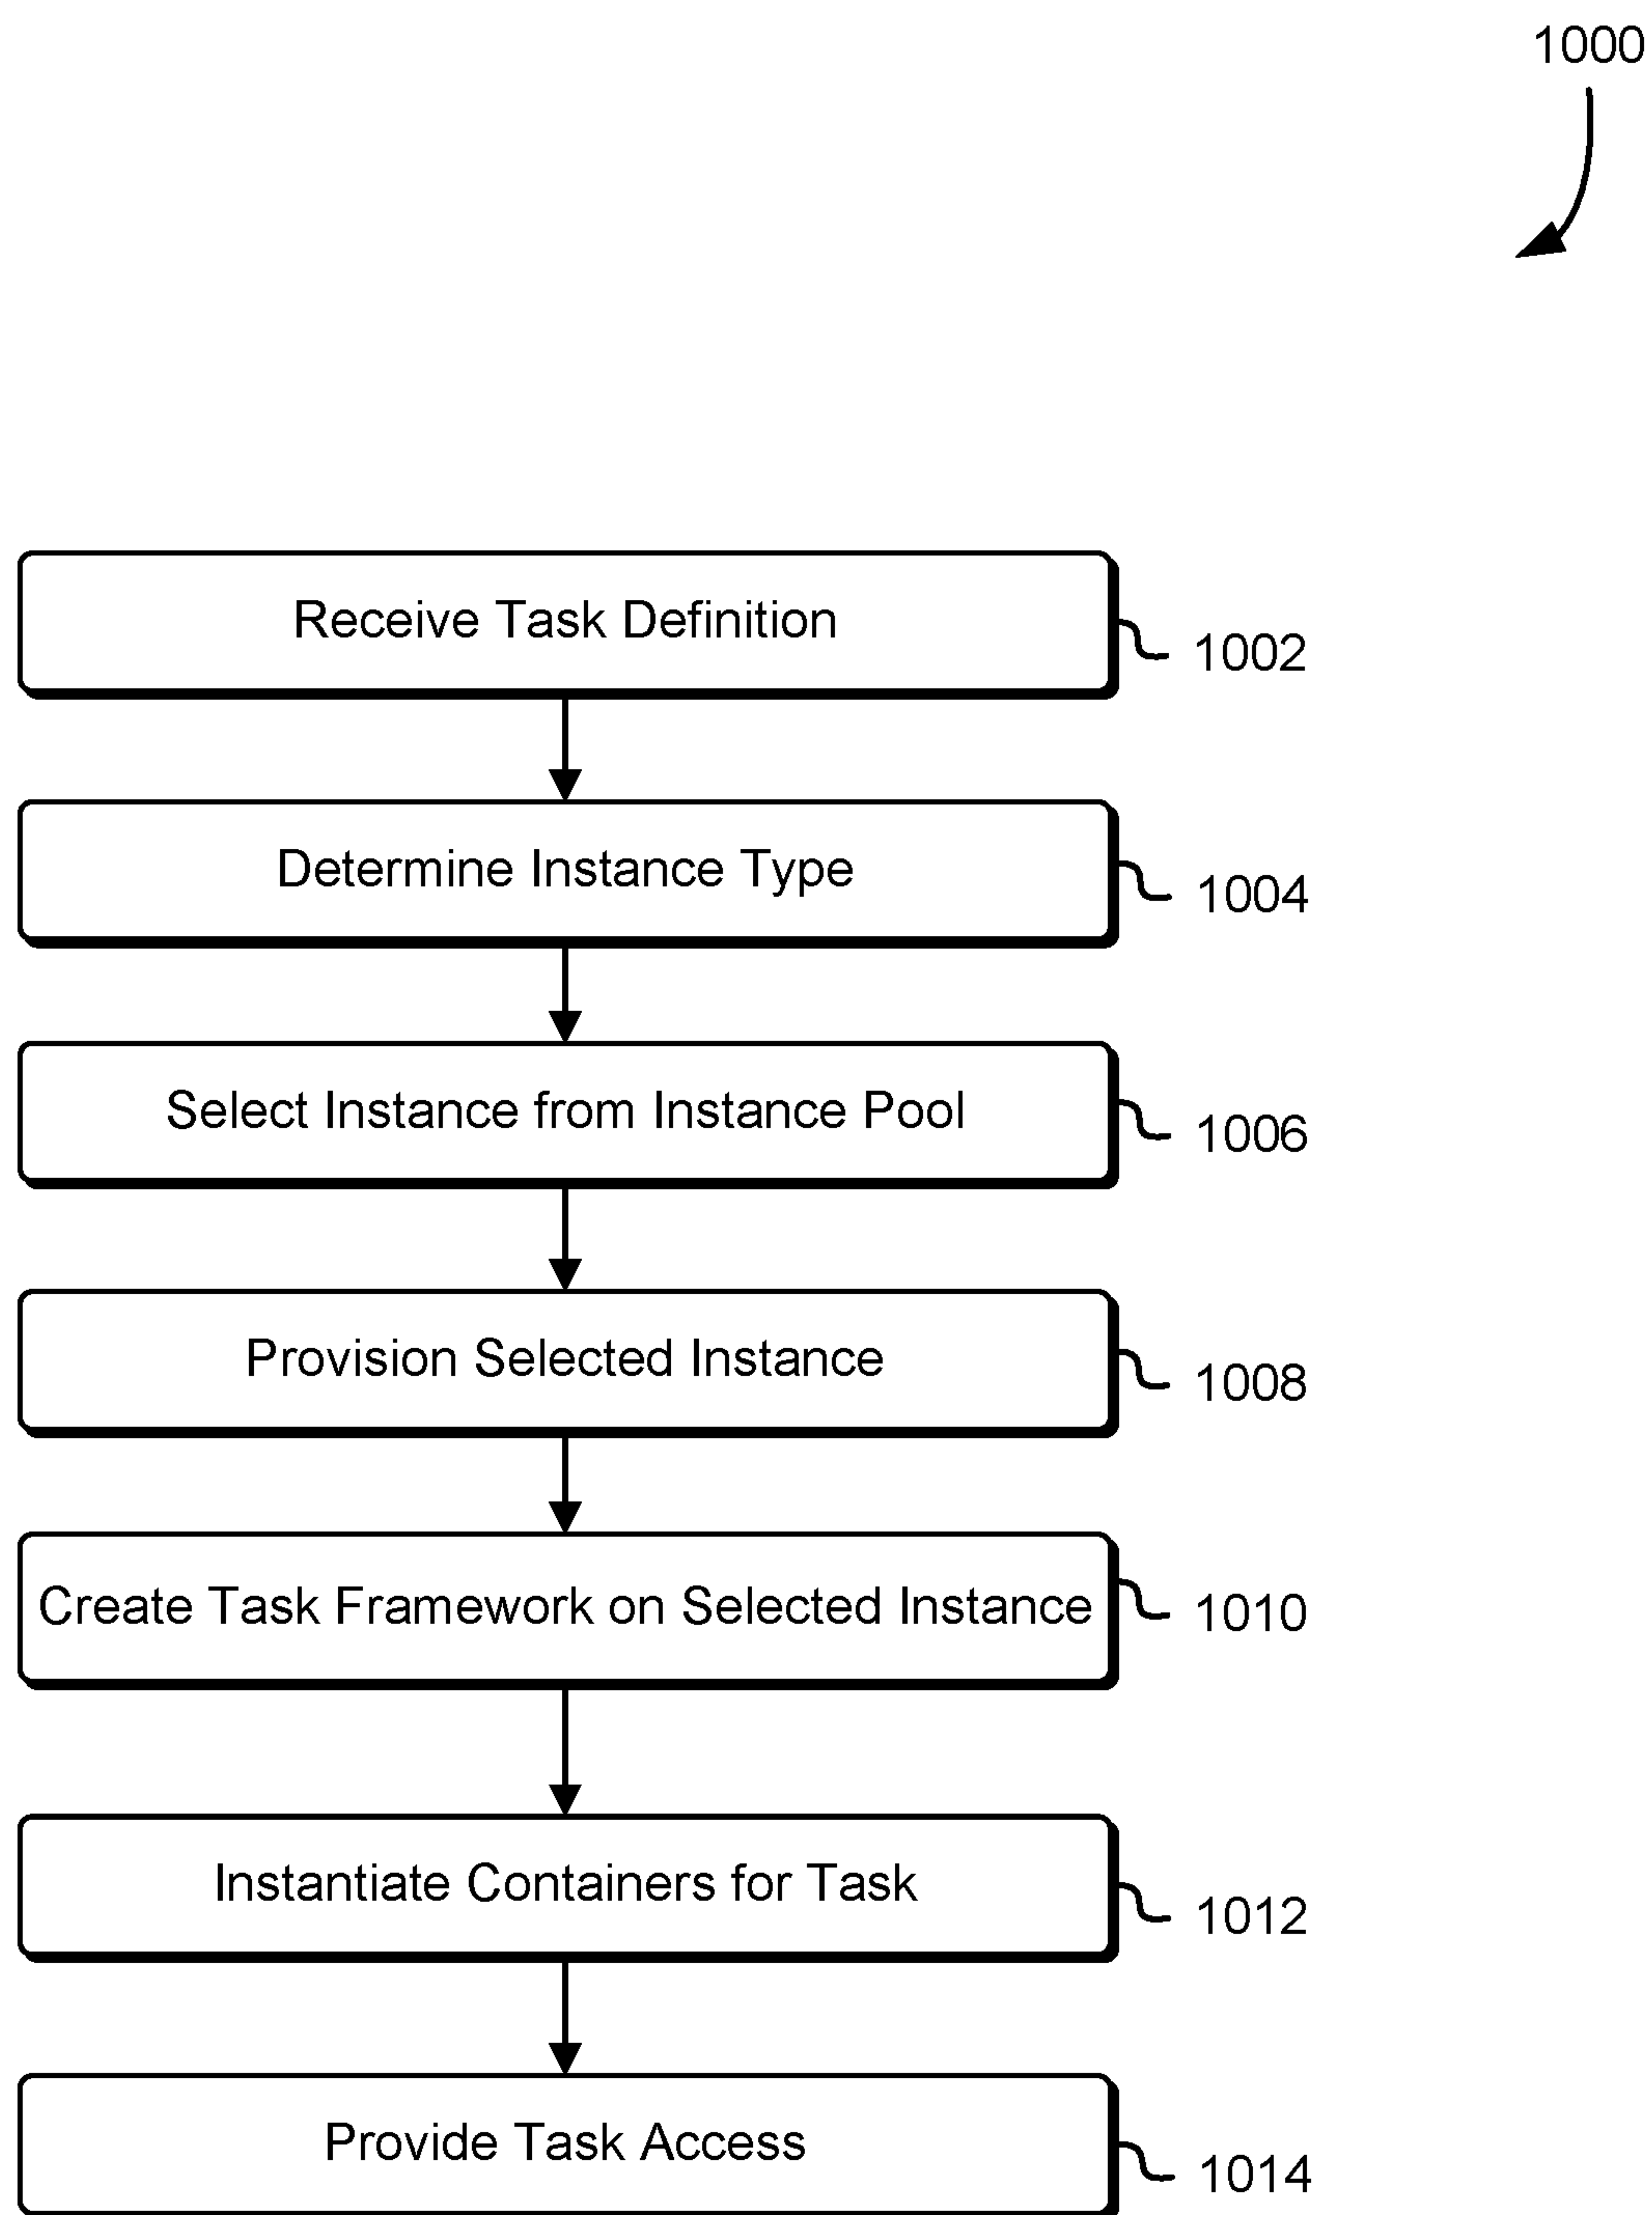 1000
Receive Task Definition
1002
Determine Instance Type
1004
Select Instance from Instance Pool
1006
Provision Selected Instance
1008
Create Task Framework on Selected Instance
1010
Instantiate Containers for Task
1012
Provide Task Access
1014